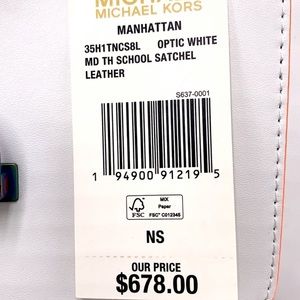 MICHAEL KORS
MANHATTAN
35H1TNCS8L OPTIC WHITE
MD TH SCHOOL SATCHEL
LEATHER
S637-0001
1 94900 91219 5
FSC
MIX
Paper
FSC® C012345
NS
OUR PRICE
$678.00